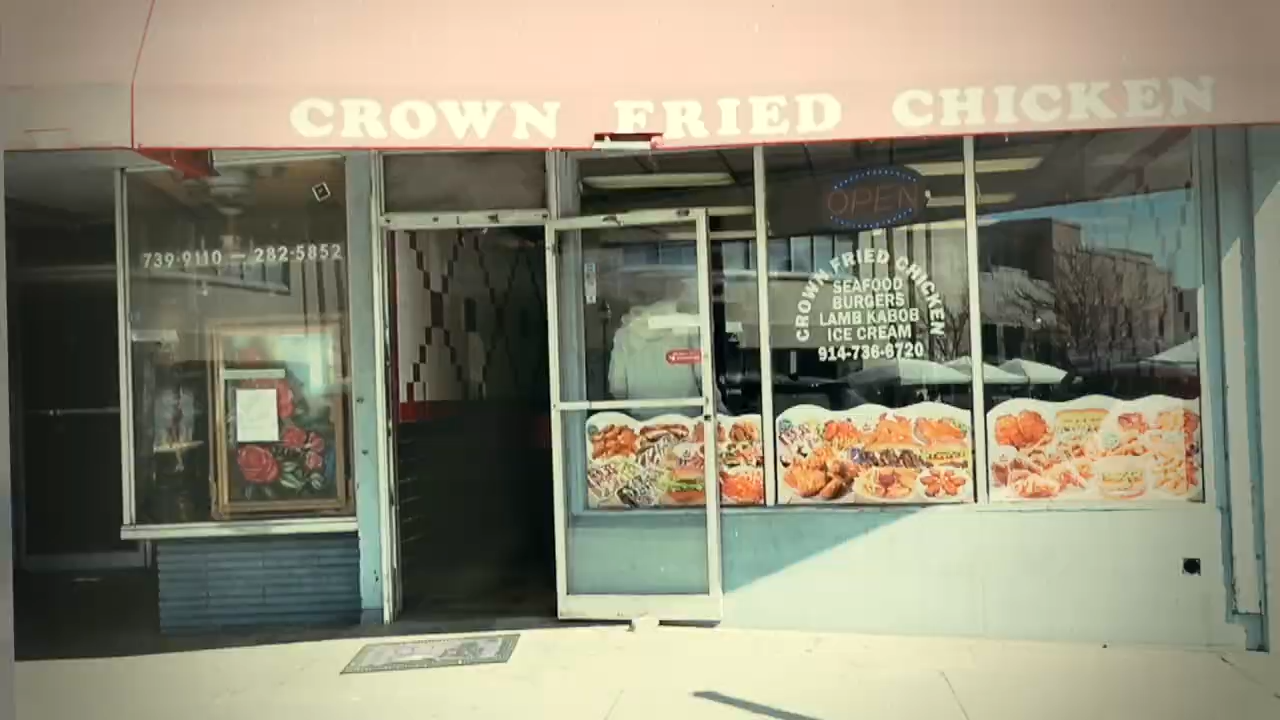 CROWN FRIED CHICKEN
739-9110 — 282-5852
OPEN
CROWN FRIED CHICKEN
SEAFOOD
BURGERS
LAMB KABOB
ICE CREAM
914-736-6720